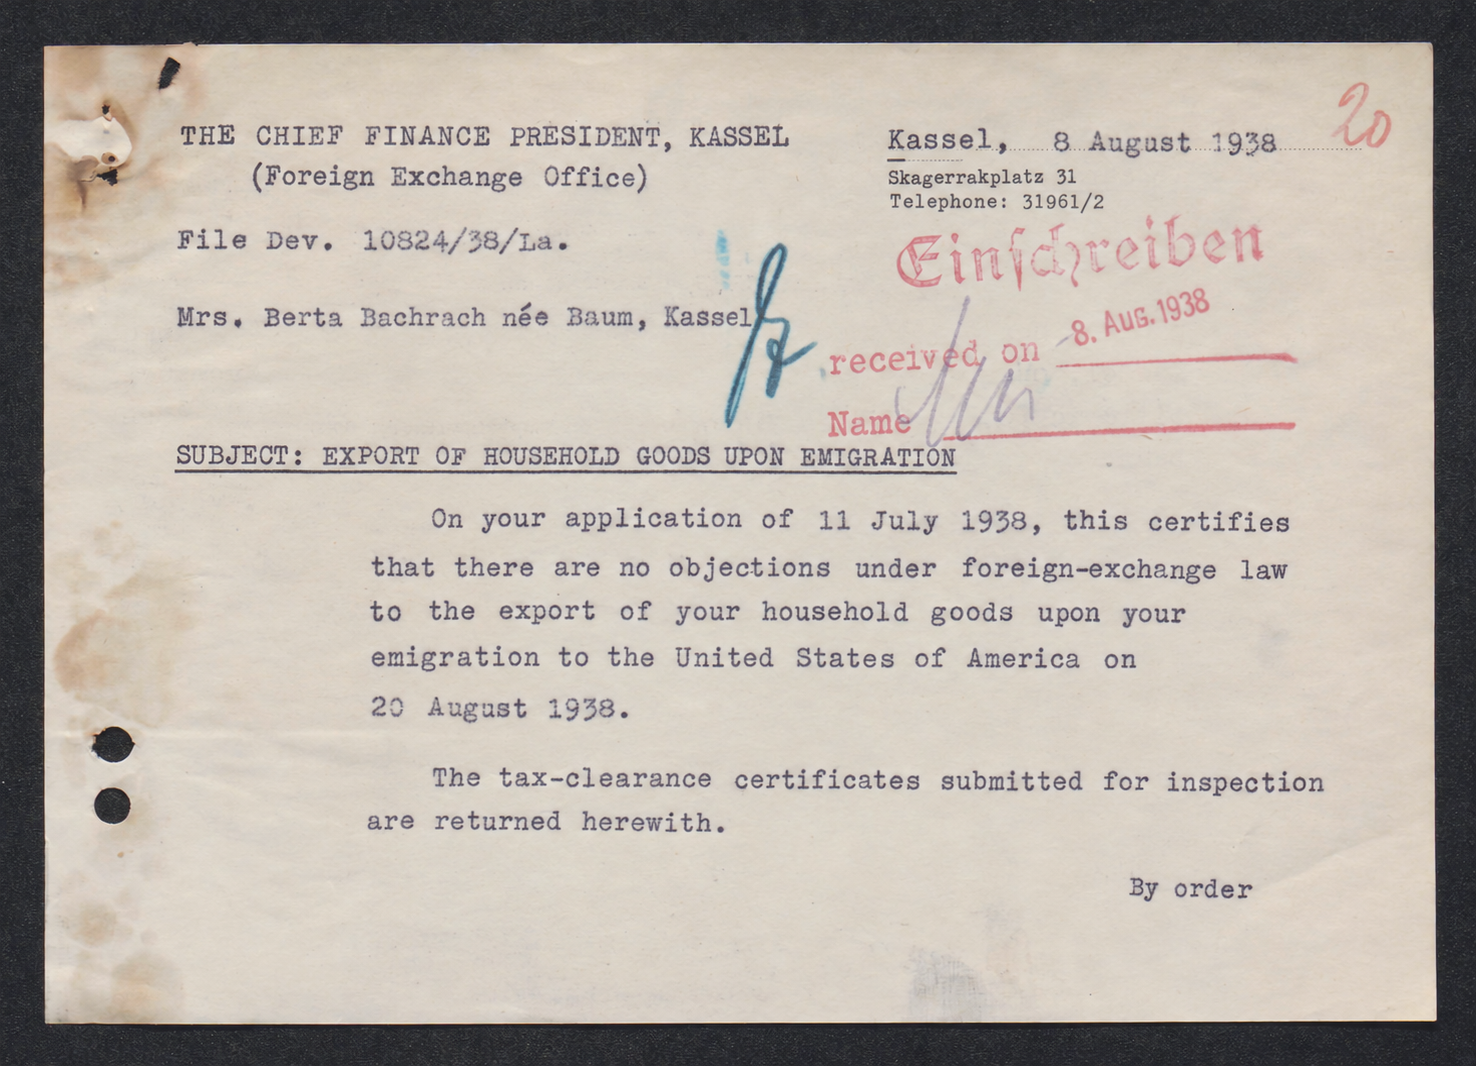 THE CHIEF FINANCE PRESIDENT, KASSEL
(Foreign Exchange Office)
Kassel, 8 August 1938
20
Skagerrakplatz 31
Telephone: 31961/2
File Dev. 10824/38/La.
Einschreiben
Mrs. Berta Bachrach née Baum, Kassel
received on -8. AUG. 1938
Name
SUBJECT: EXPORT OF HOUSEHOLD GOODS UPON EMIGRATION
On your application of 11 July 1938, this certifies
that there are no objections under foreign-exchange law
to the export of your household goods upon your
emigration to the United States of America on
20 August 1938.
The tax-clearance certificates submitted for inspection
are returned herewith.
By order